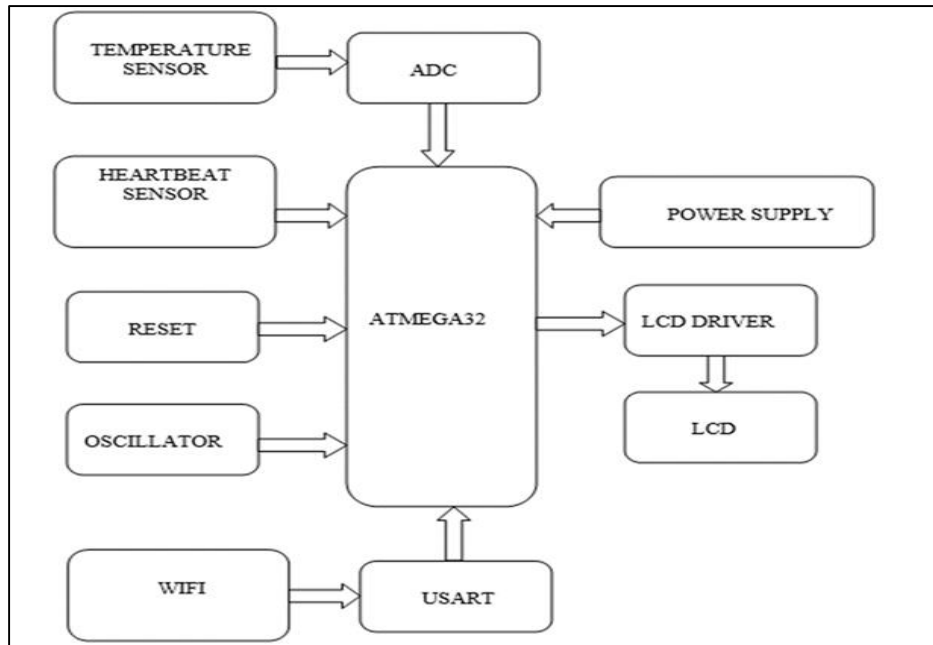 TEMPERATURE
SENSOR
ADC
HEARTBEAT
SENSOR
POWER SUPPLY
RESET
ATMEGA32
LCD DRIVER
OSCILLATOR
LCD
WIFI
USART